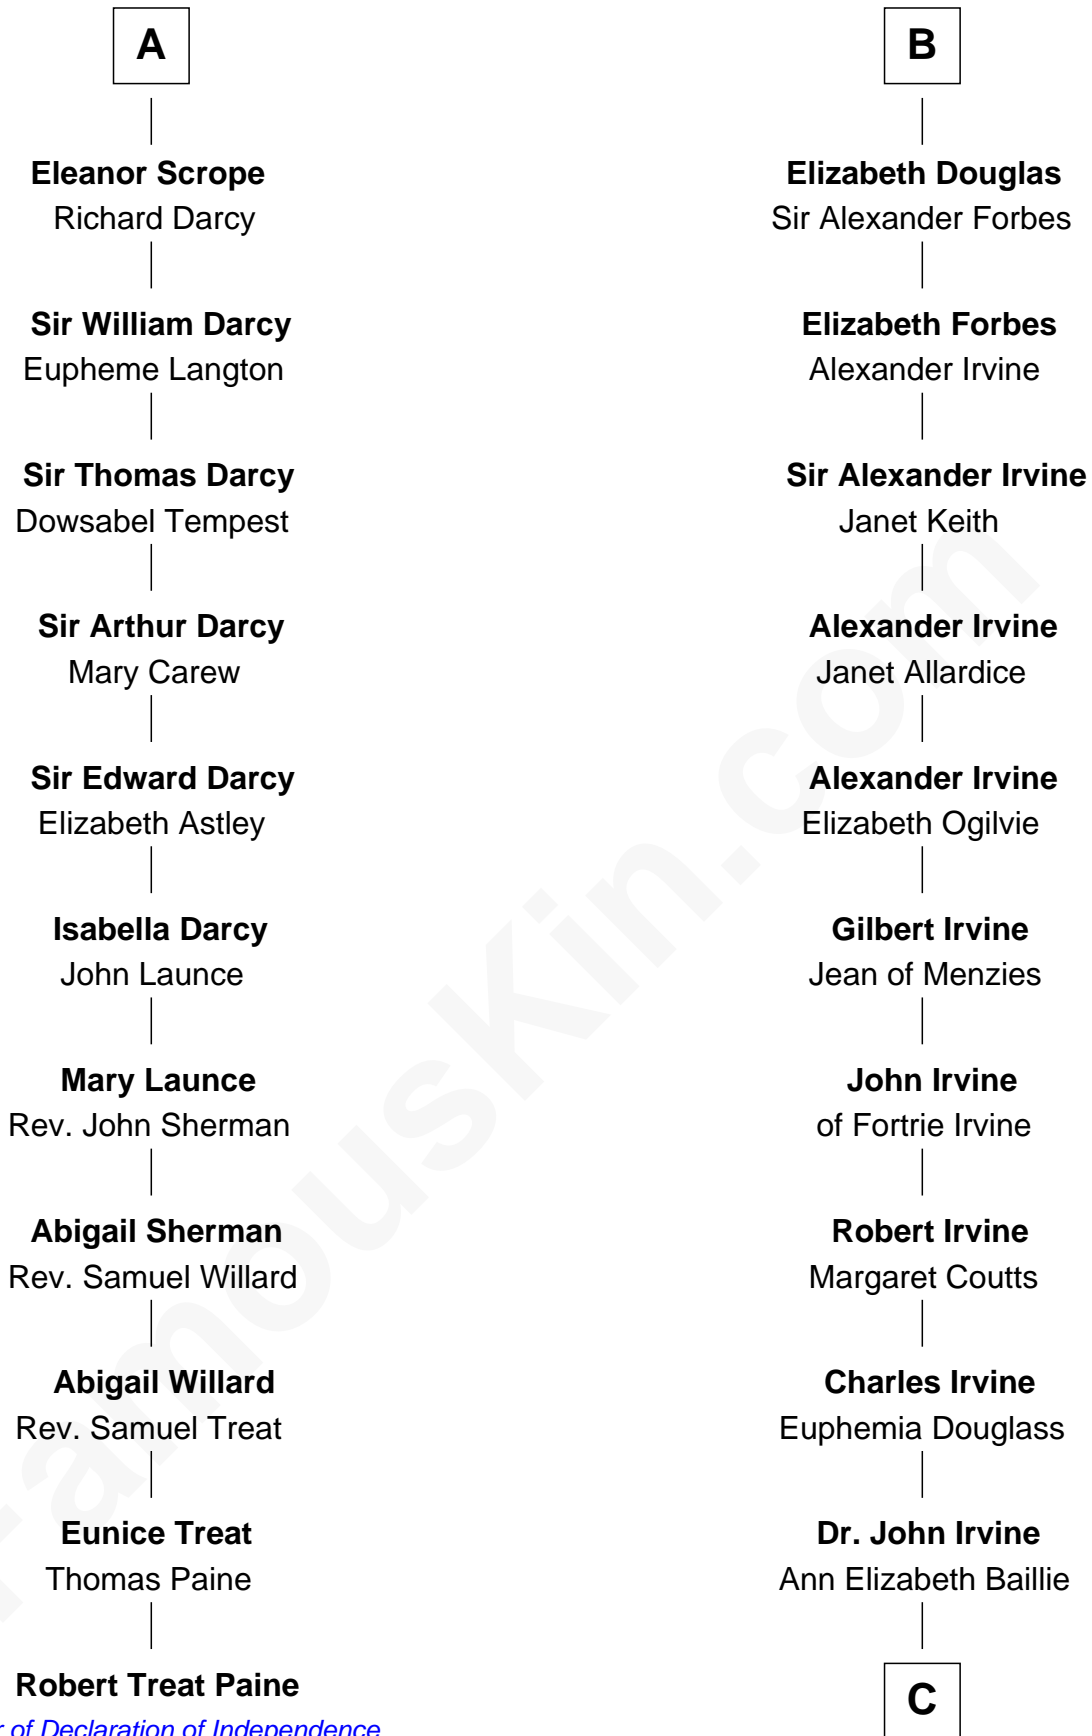 A
Eleanor Scrope
Richard Darcy
Sir William Darcy
Eupheme Langton
Sir Thomas Darcy
Dowsabel Tempest
Sir Arthur Darcy
Mary Carew
Sir Edward Darcy
Elizabeth Astley
Isabella Darcy
John Launce
Mary Launce
Rev. John Sherman
Abigail Sherman
Rev. Samuel Willard
Abigail Willard
Rev. Samuel Treat
Eunice Treat
Thomas Paine
Robert Treat Paine
of Declaration of Independence
B
Elizabeth Douglas
Sir Alexander Forbes
Elizabeth Forbes
Alexander Irvine
Sir Alexander Irvine
Janet Keith
Alexander Irvine
Janet Allardice
Alexander Irvine
Elizabeth Ogilvie
Gilbert Irvine
Jean of Menzies
John Irvine
of Fortrie Irvine
Robert Irvine
Margaret Coutts
Charles Irvine
Euphemia Douglass
Dr. John Irvine
Ann Elizabeth Baillie
C
FamousKin.com